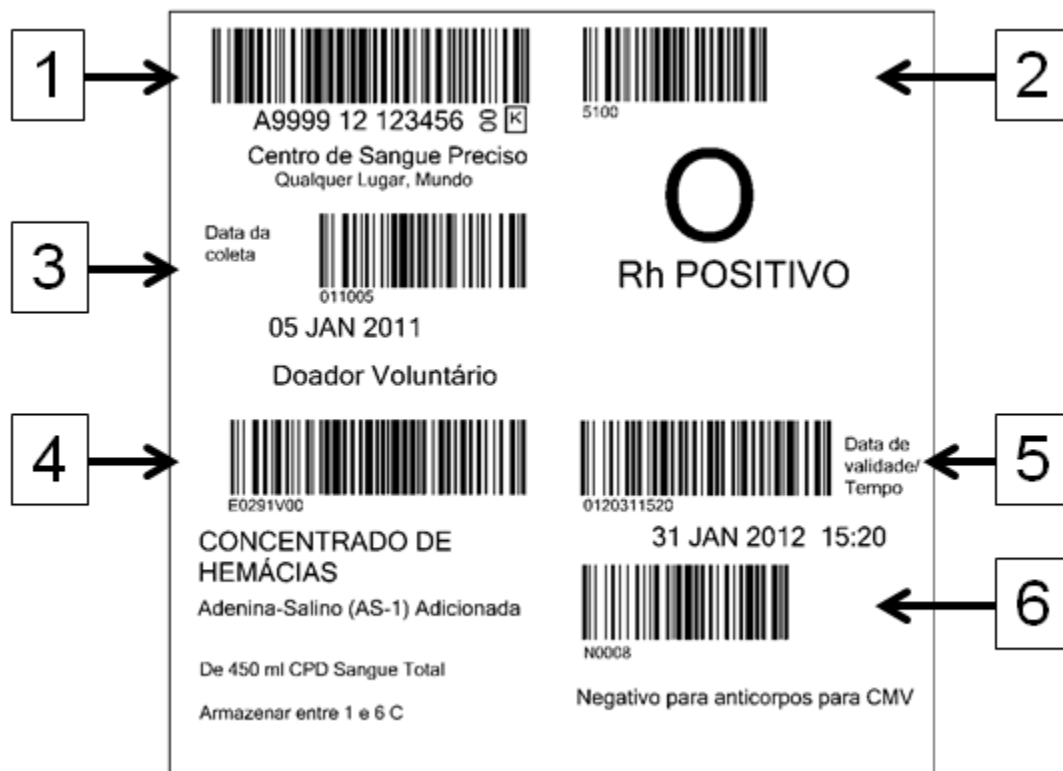 1
A9999 12 123456 00 K
Centro de Sangue Preciso
Qualquer Lugar, Mundo
2
5100
O
Rh POSITIVO
3
Data da
coleta
011005
05 JAN 2011
Doador Voluntário
4
E0291V00
CONCENTRADO DE
HEMÁCIAS
Adenina-Salino (AS-1) Adicionada
De 450 ml CPD Sangue Total
Armazenar entre 1 e 6 C
5
Data de
validade/
Tempo
0120311520
31 JAN 2012 15:20
6
N0008
Negativo para anticorpos para CMV